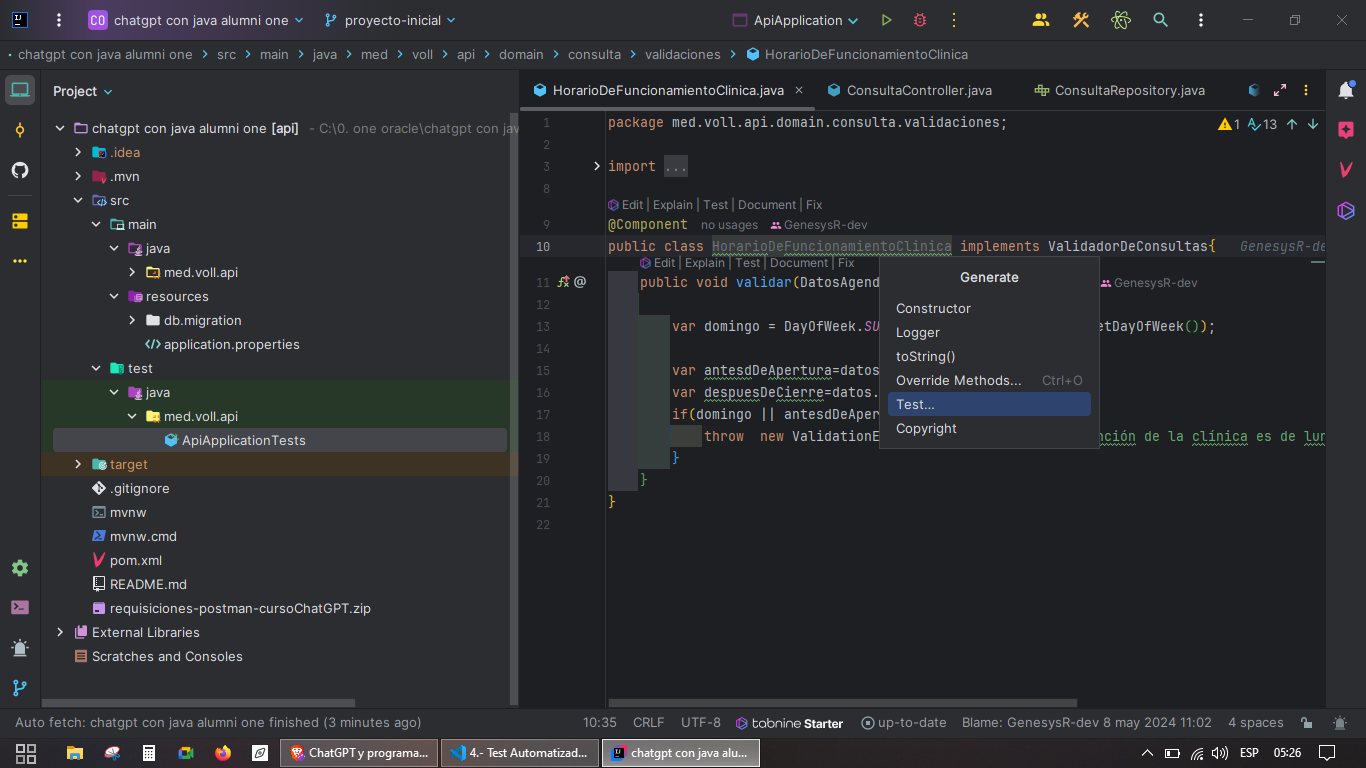 CO chatgpt con java alumni one proyecto-inicial ApiApplication
chatgpt con java alumni one > src > main > java > med > voll > api > domain > consulta > validaciones > HorarioDeFuncionamientoClinica
Project
chatgpt con java alumni one [api] - C:\0. one oracle\chatgpt con jav
.idea
.mvn
src
main
java
med.voll.api
resources
db.migration
application.properties
test
java
med.voll.api
ApiApplicationTests
target
.gitignore
mvnw
mvnw.cmd
pom.xml
README.md
requisiciones-postman-cursoChatGPT.zip
External Libraries
Scratches and Consoles
HorarioDeFuncionamientoClinica.java × ConsultaController.java ConsultaRepository.java
1 package med.voll.api.domain.consulta.validaciones; 1 13
2
3 import ...
8
Edit | Explain | Test | Document | Fix
9 @Component no usages GenesysR-dev
10 public class HorarioDeFuncionamientoClinica implements ValidadorDeConsultas{ GenesysR-de
Edit | Explain | Test | Document | Fix
11 @ public void validar(DatosAgend GenesysR-dev
12
13 var domingo = DayOfWeek.SU etDayOfWeek());
14
15 var antesdDeApertura=datos
16 var despuesDeCierre=datos.
17 if(domingo || antesdDeAper
18 throw new ValidationE nción de la clínica es de lun
19 }
20 }
21 }
22
Generate
Constructor
Logger
toString()
Override Methods... Ctrl+O
Test...
Copyright
Auto fetch: chatgpt con java alumni one finished (3 minutes ago) 10:35 CRLF UTF-8 tabnine Starter up-to-date Blame: GenesysR-dev 8 may 2024 11:02 4 spaces
ChatGPT y programa... 4.- Test Automatizad... chatgpt con java alu... ESP 05:26